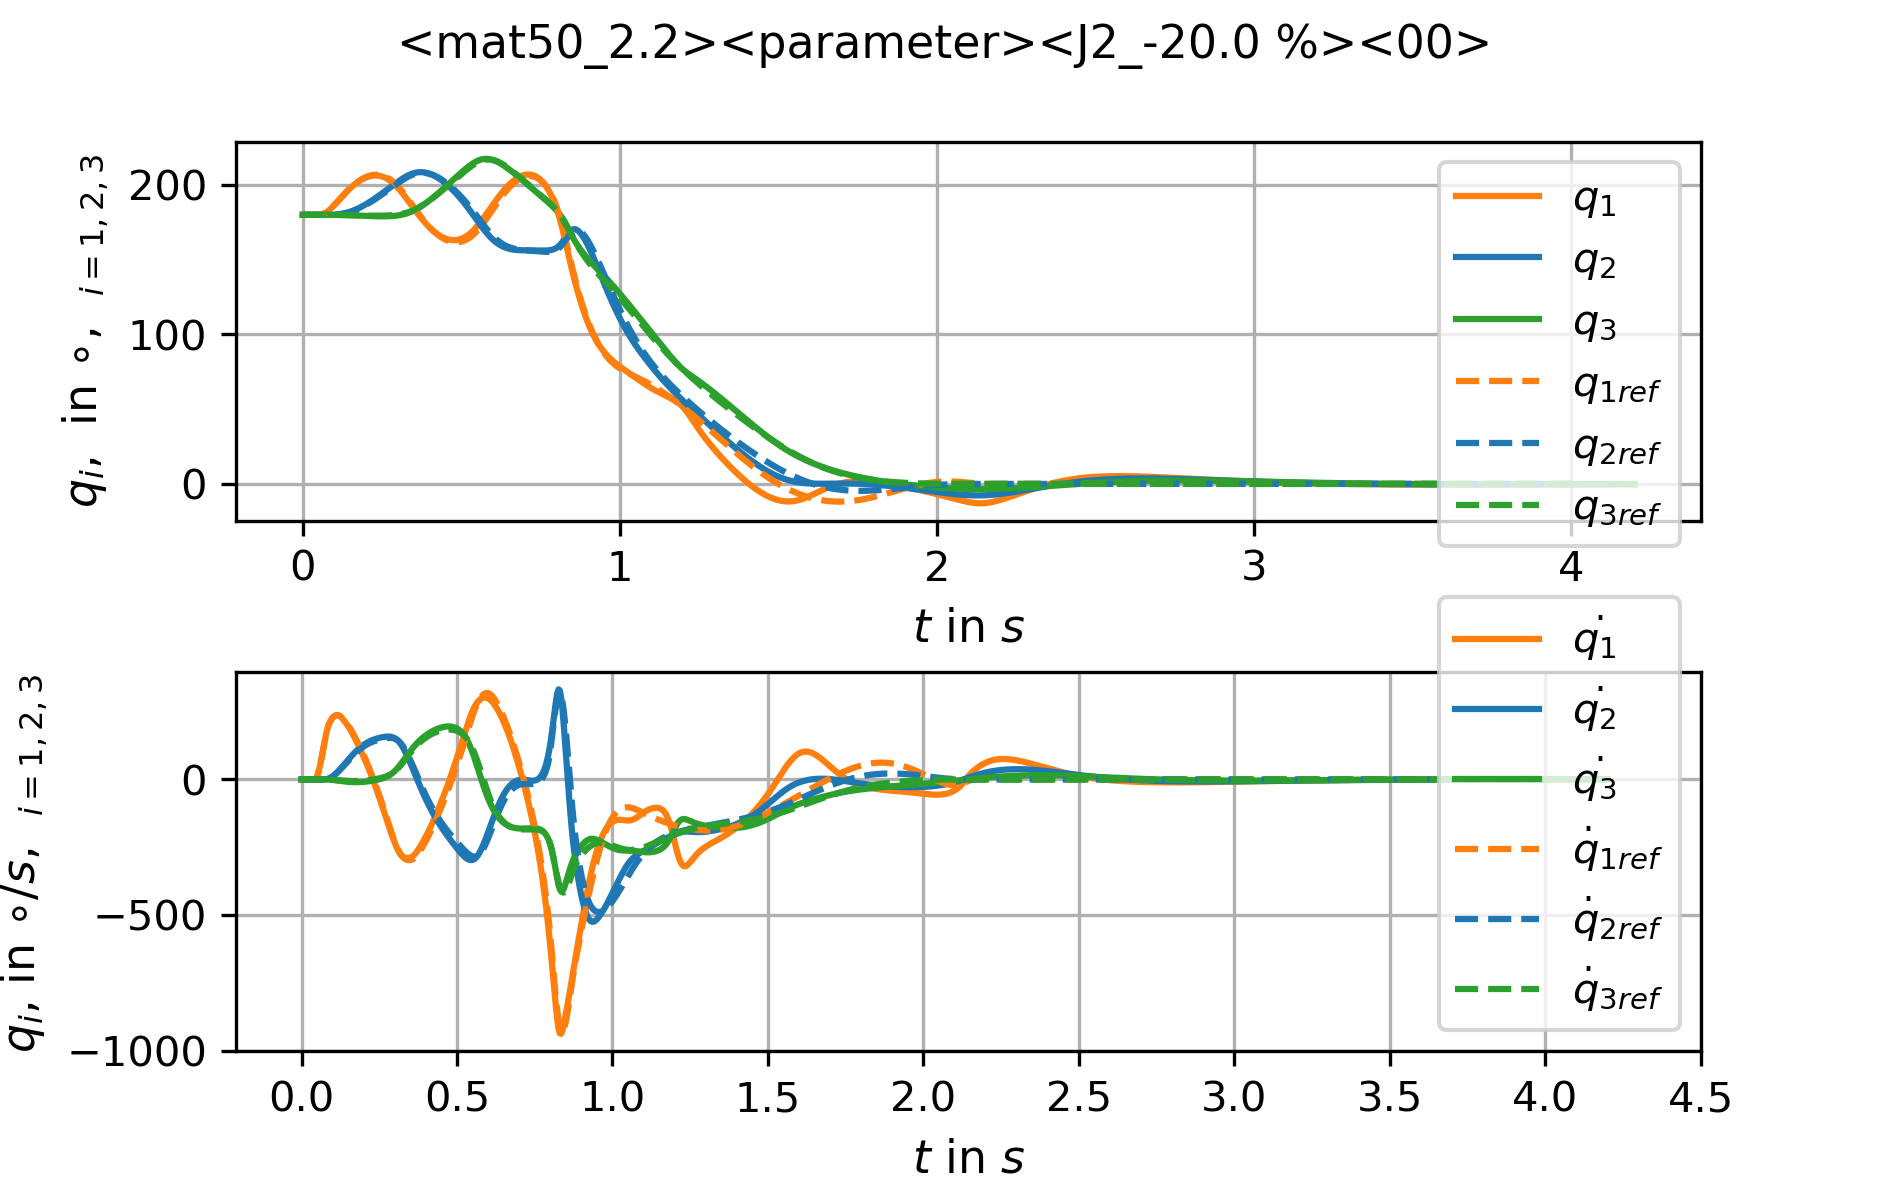 <mat50_2.2><parameter><J2_-20.0 %><00>
qᵢ, in °, i = 1, 2, 3
200
100
0
q₁
q₂
q₃
q₁ref
q₂ref
q₃ref
0 1 2 3 4
t in s
q̇ᵢ, in °/s, i = 1, 2, 3
0
−500
−1000
q̇₁
q̇₂
q̇₃
q̇₁ref
q̇₂ref
q̇₃ref
0.0 0.5 1.0 1.5 2.0 2.5 3.0 3.5 4.0 4.5
t in s